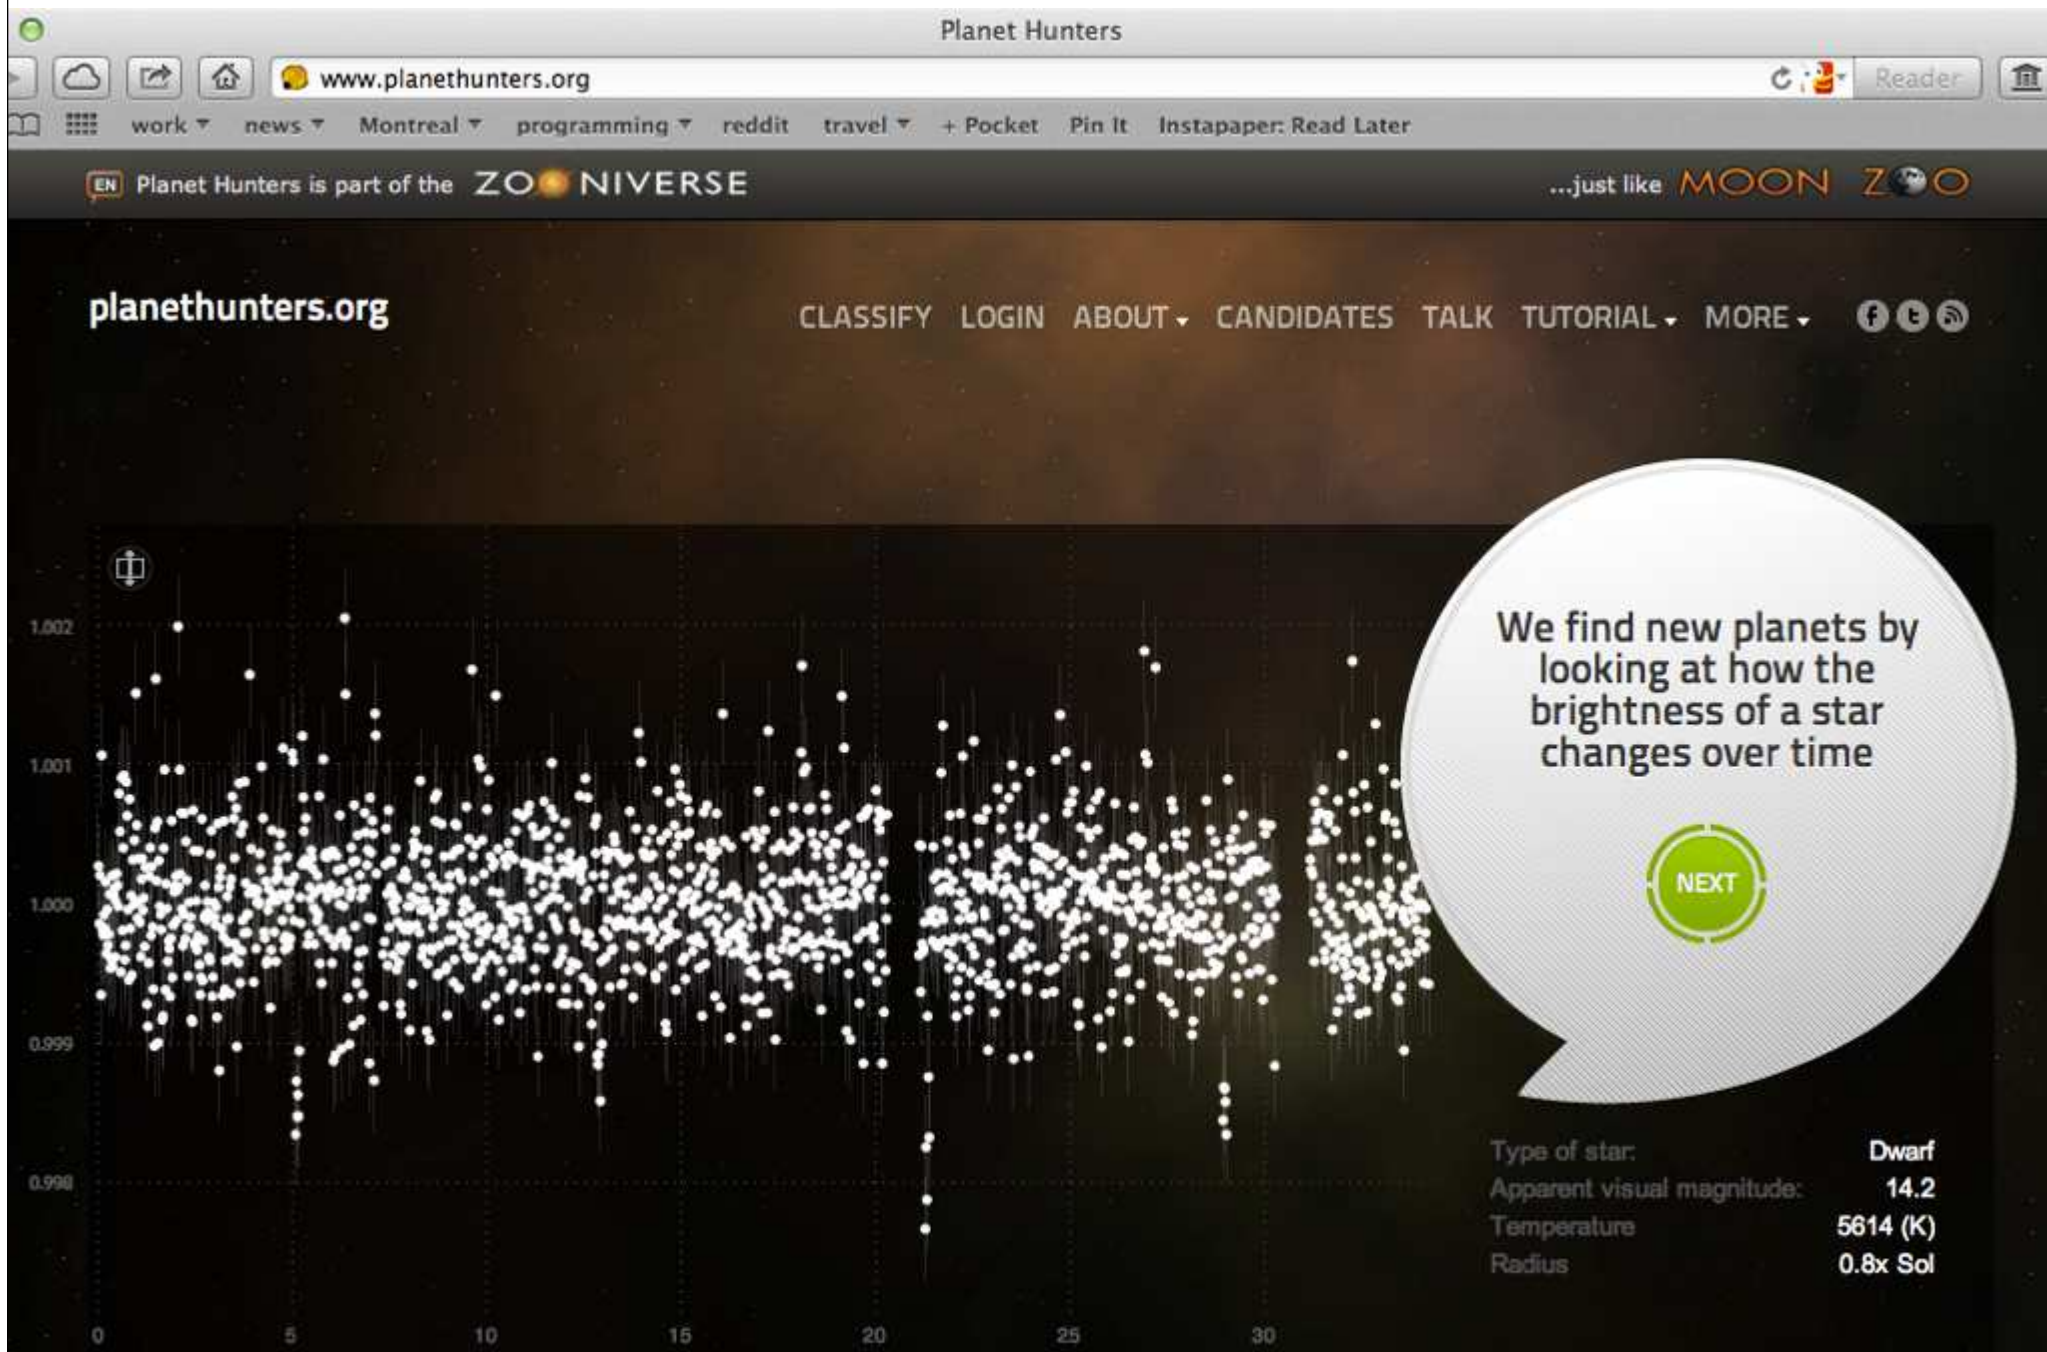 Planet Hunters
www.planethunters.org
Reader
work news Montreal programming reddit travel + Pocket Pin It Instapaper: Read Later
EN Planet Hunters is part of the ZOONIVERSE
...just like MOON ZOO
planethunters.org
CLASSIFY LOGIN ABOUT CANDIDATES TALK TUTORIAL MORE
We find new planets by
looking at how the
brightness of a star
changes over time
NEXT
1.002
1.001
1.000
0.999
0.998
Type of star: Dwarf
Apparent visual magnitude: 14.2
Temperature 5614 (K)
Radius 0.8x Sol
0 5 10 15 20 25 30